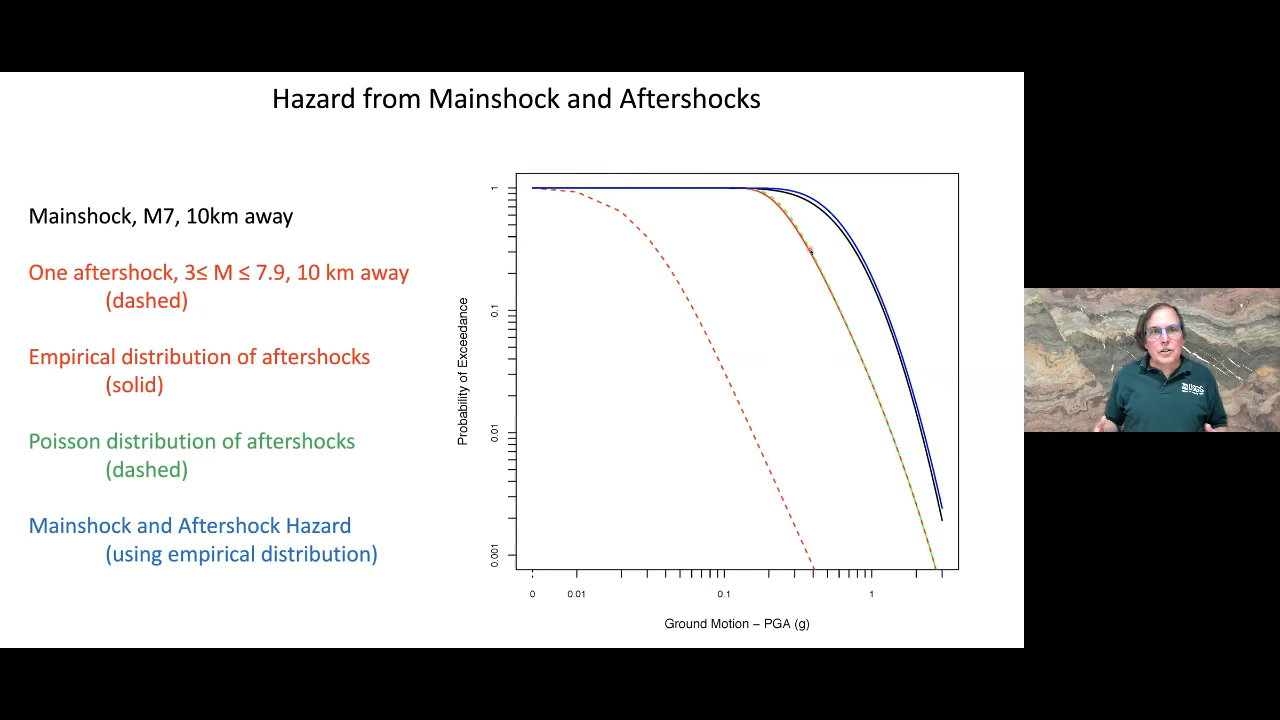 Hazard from Mainshock and Aftershocks
Mainshock, M7, 10km away
One aftershock, 3≤ M ≤ 7.9, 10 km away
(dashed)
Empirical distribution of aftershocks
(solid)
Poisson distribution of aftershocks
(dashed)
Mainshock and Aftershock Hazard
(using empirical distribution)
Probability of Exceedance
1
0.1
0.01
0.001
0 0.01 0.1 1
Ground Motion – PGA (g)
USGS